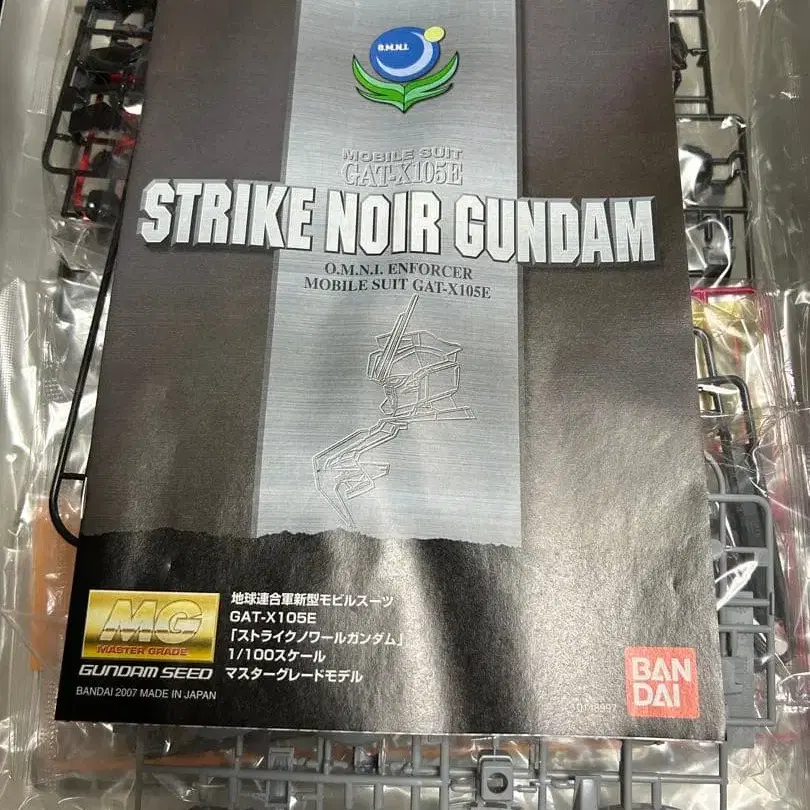 O.M.N.I.
MOBILE SUIT
GAT-X105E
STRIKE NOIR GUNDAM
O.M.N.I. ENFORCER
MOBILE SUIT GAT-X105E
地球連合軍新型モビルスーツ
GAT-X105E
「ストライクノワールガンダム」
1/100スケール
マスターグレードモデル
MG
MASTER GRADE
GUNDAM SEED
BANDAI 2007 MADE IN JAPAN
BAN
DAI